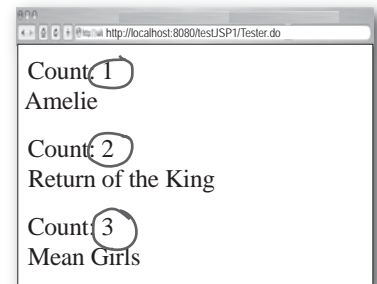 http://localhost:8080/testJSP1/Tester.do
Count: 1
Amelie
Count: 2
Return of the King
Count: 3
Mean Girls